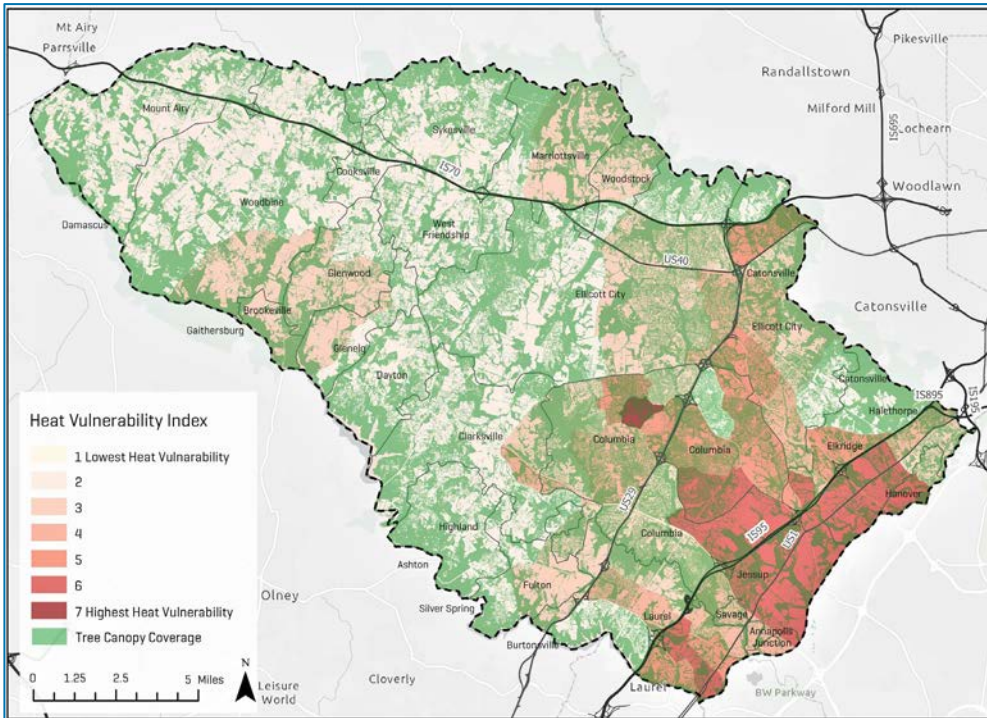 Mt Airy
Parrsville
Pikesville
Randallstown
Milford Mill
Lochearn
IS695
Woodlawn
Mount Airy
Sykesville
Cooksville
IS70
Marriottsville
Woodstock
Damascus
Woodbine
West
Friendship
US40
Catonsville
Glenwood
Ellicott City
Brookeville
Gaithersburg
Ellicott City
Catonsville
Glenelg
Dayton
Catonsville
IS895
IS195
Halethorpe
Clarksville
Columbia
Columbia
Elkridge
Hanover
US29
Highland
Columbia
IS95
US1
Ashton
Jessup
Fulton
Olney
Silver Spring
Savage
Laurel
Annapolis
Junction
Burtonsville
Cloverly
Leisure
World
Laurel
BW Parkway
Heat Vulnerability Index
1 Lowest Heat Vulnarability
2
3
4
5
6
7 Highest Heat Vulnerability
Tree Canopy Coverage
N
0 1.25 2.5 5 Miles